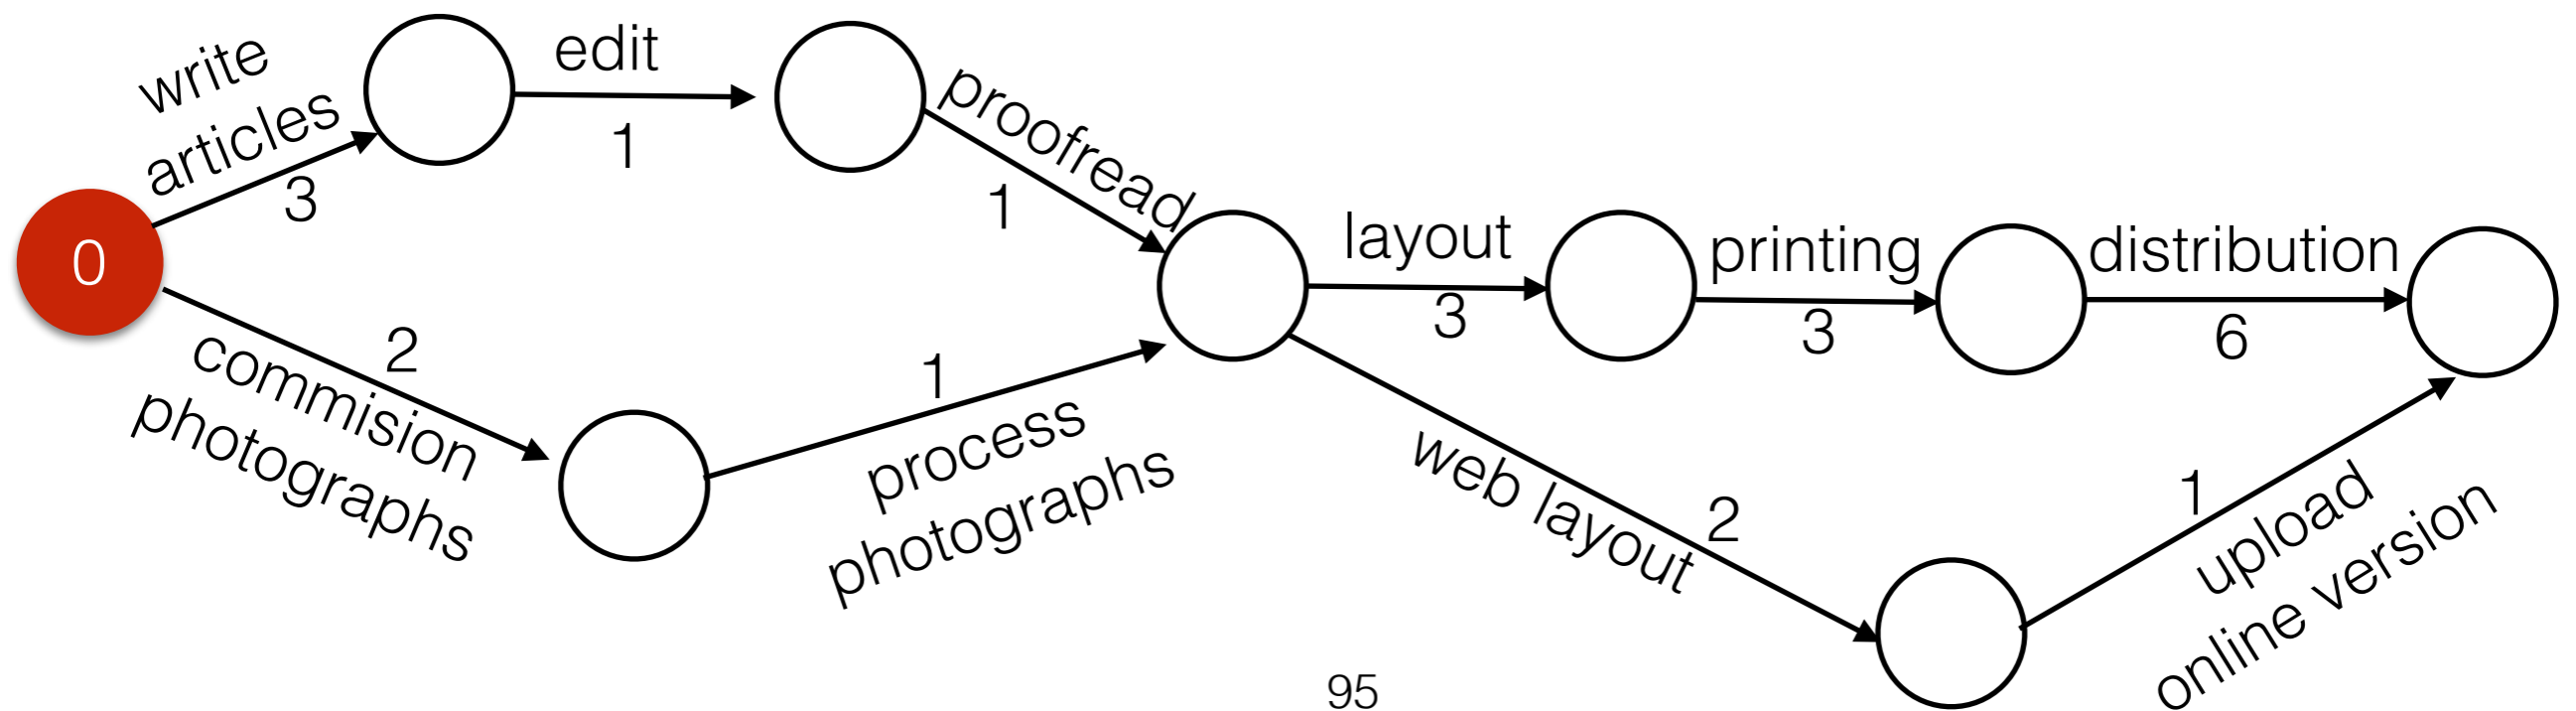 write
articles
3
edit
1
proofread
1
0
2
commision
photographs
1
process
photographs
layout
3
printing
3
distribution
6
web layout
2
1
upload
online version
95